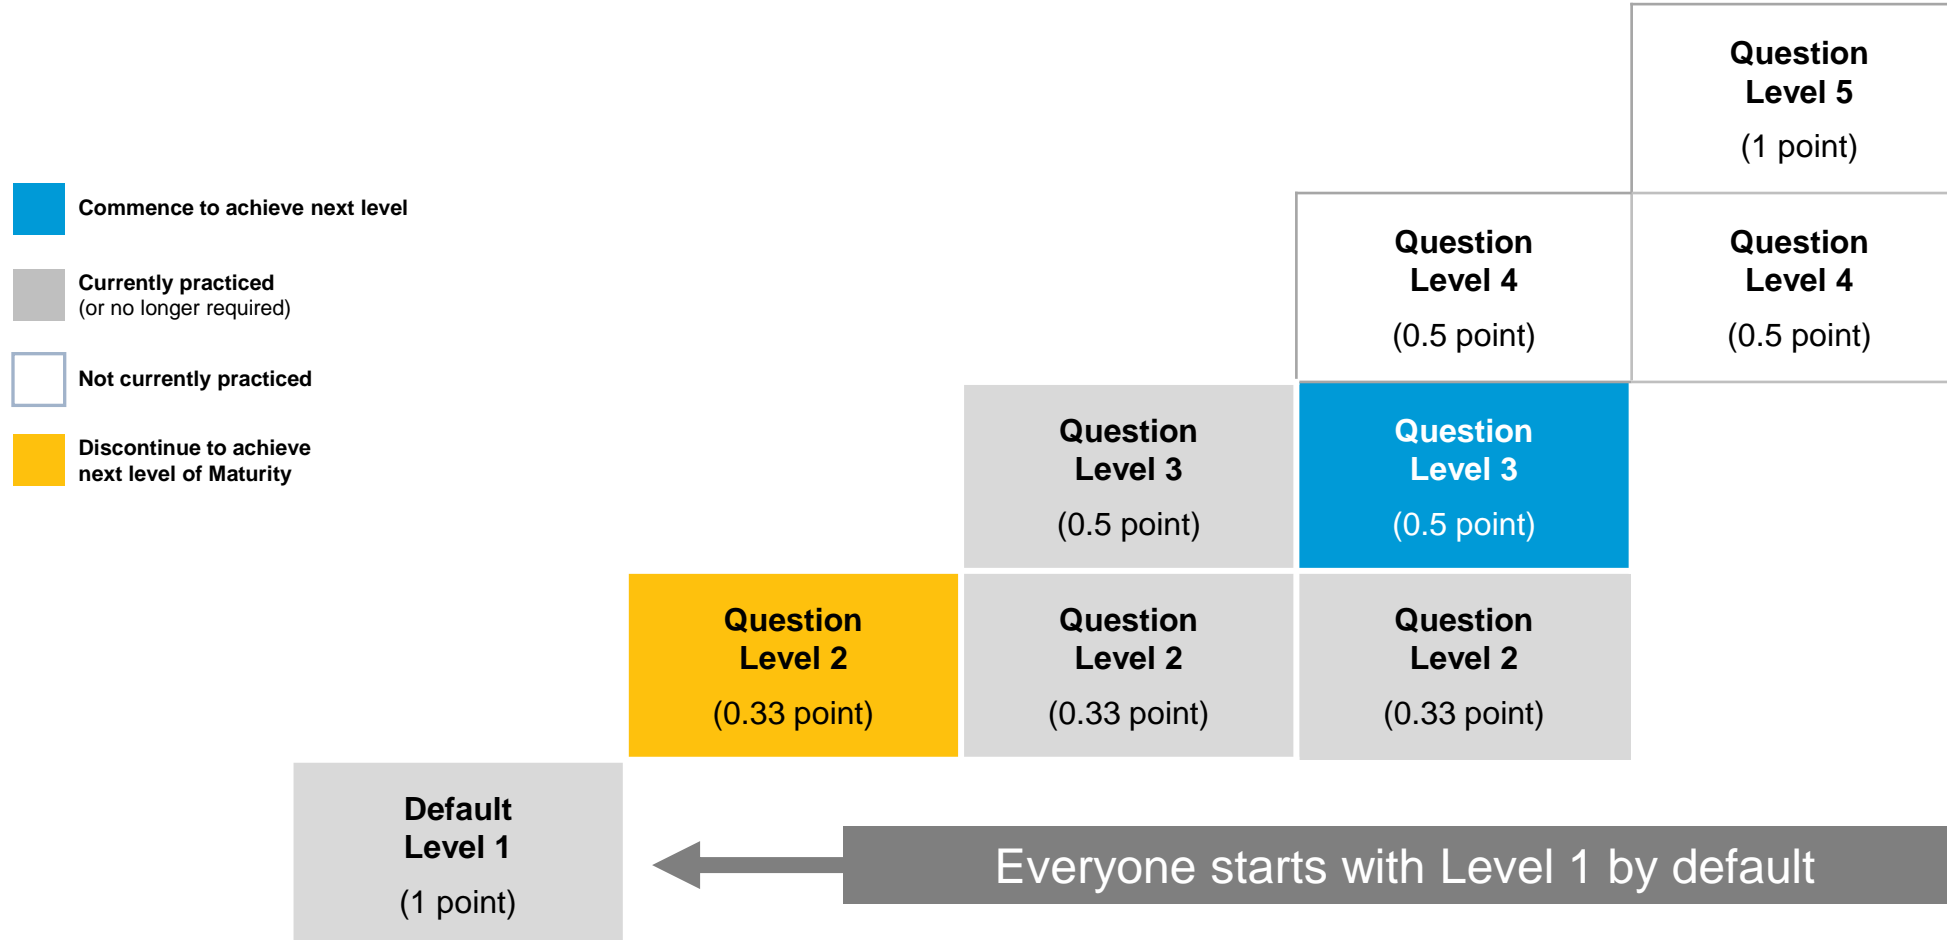 Commence to achieve next level
Currently practiced
(or no longer required)
Not currently practiced
Discontinue to achieve
next level of Maturity
Question
Level 5
(1 point)
Question
Level 4
(0.5 point)
Question
Level 4
(0.5 point)
Question
Level 3
(0.5 point)
Question
Level 3
(0.5 point)
Question
Level 2
(0.33 point)
Question
Level 2
(0.33 point)
Question
Level 2
(0.33 point)
Default
Level 1
(1 point)
Everyone starts with Level 1 by default